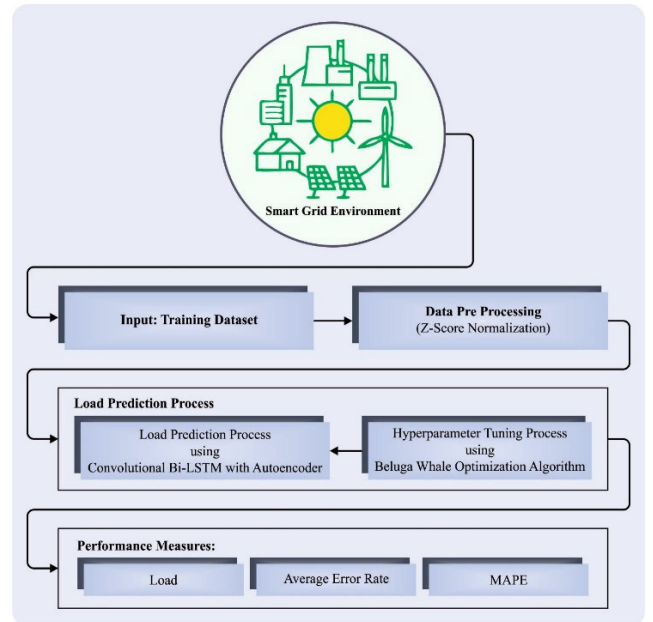 Smart Grid Environment
Input: Training Dataset
Data Pre Processing
(Z-Score Normalization)
Load Prediction Process
Load Prediction Process
using
Convolutional Bi-LSTM with Autoencoder
Hyperparameter Tuning Process
using
Beluga Whale Optimization Algorithm
Performance Measures:
Load
Average Error Rate
MAPE